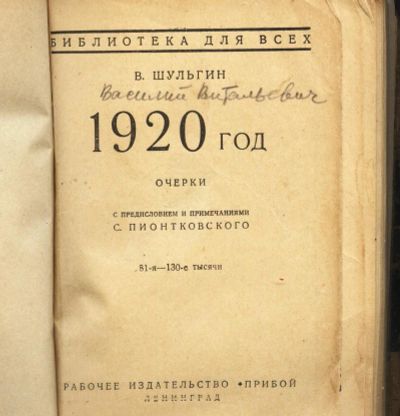 БИБЛИОТЕКА ДЛЯ ВСЕХ
В. ШУЛЬГИН
Василий Витальевич
1920 ГОД
ОЧЕРКИ
С ПРЕДИСЛОВИЕМ И ПРИМЕЧАНИЯМИ
С. ПИОНТКОВСКОГО
81-я—130-е тысячи
РАБОЧЕЕ ИЗДАТЕЛЬСТВО • ПРИБОЙ
ЛЕНИНГРАД